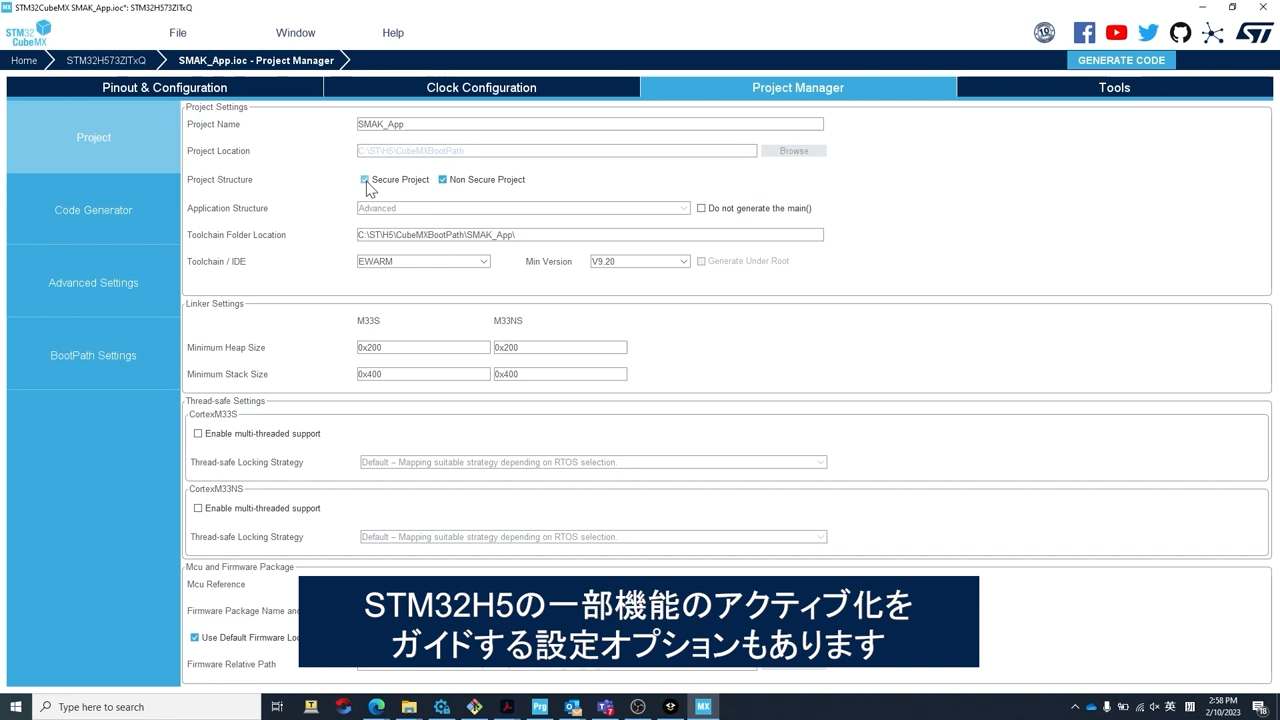 STM32CubeMX SMAK_App.ioc*: STM32H573ZITxQ
STM32
CubeMX
File
Window
Help
Home
STM32H573ZITxQ
SMAK_App.ioc - Project Manager
GENERATE CODE
Pinout & Configuration
Clock Configuration
Project Manager
Tools
Project
Code Generator
Advanced Settings
BootPath Settings
Project Settings
Project Name
SMAK_App
Project Location
C:\ST\H5\CubeMXBootPath
Browse
Project Structure
Secure Project
Non Secure Project
Application Structure
Advanced
Do not generate the main()
Toolchain Folder Location
C:\ST\H5\CubeMXBootPath\SMAK_App\
Toolchain / IDE
EWARM
Min Version
V9.20
Generate Under Root
Linker Settings
M33S
M33NS
Minimum Heap Size
0x200
0x200
Minimum Stack Size
0x400
0x400
Thread-safe Settings
CortexM33S
Enable multi-threaded support
Thread-safe Locking Strategy
Default – Mapping suitable strategy depending on RTOS selection.
CortexM33NS
Enable multi-threaded support
Thread-safe Locking Strategy
Default – Mapping suitable strategy depending on RTOS selection.
Mcu and Firmware Package
Mcu Reference
Firmware Package Name and
Use Default Firmware Loc
Firmware Relative Path
STM32H5の一部機能のアクティブ化を
ガイドする設定オプションもあります
Type here to search
Prg
MX
英
2:58 PM
2/10/2023
18